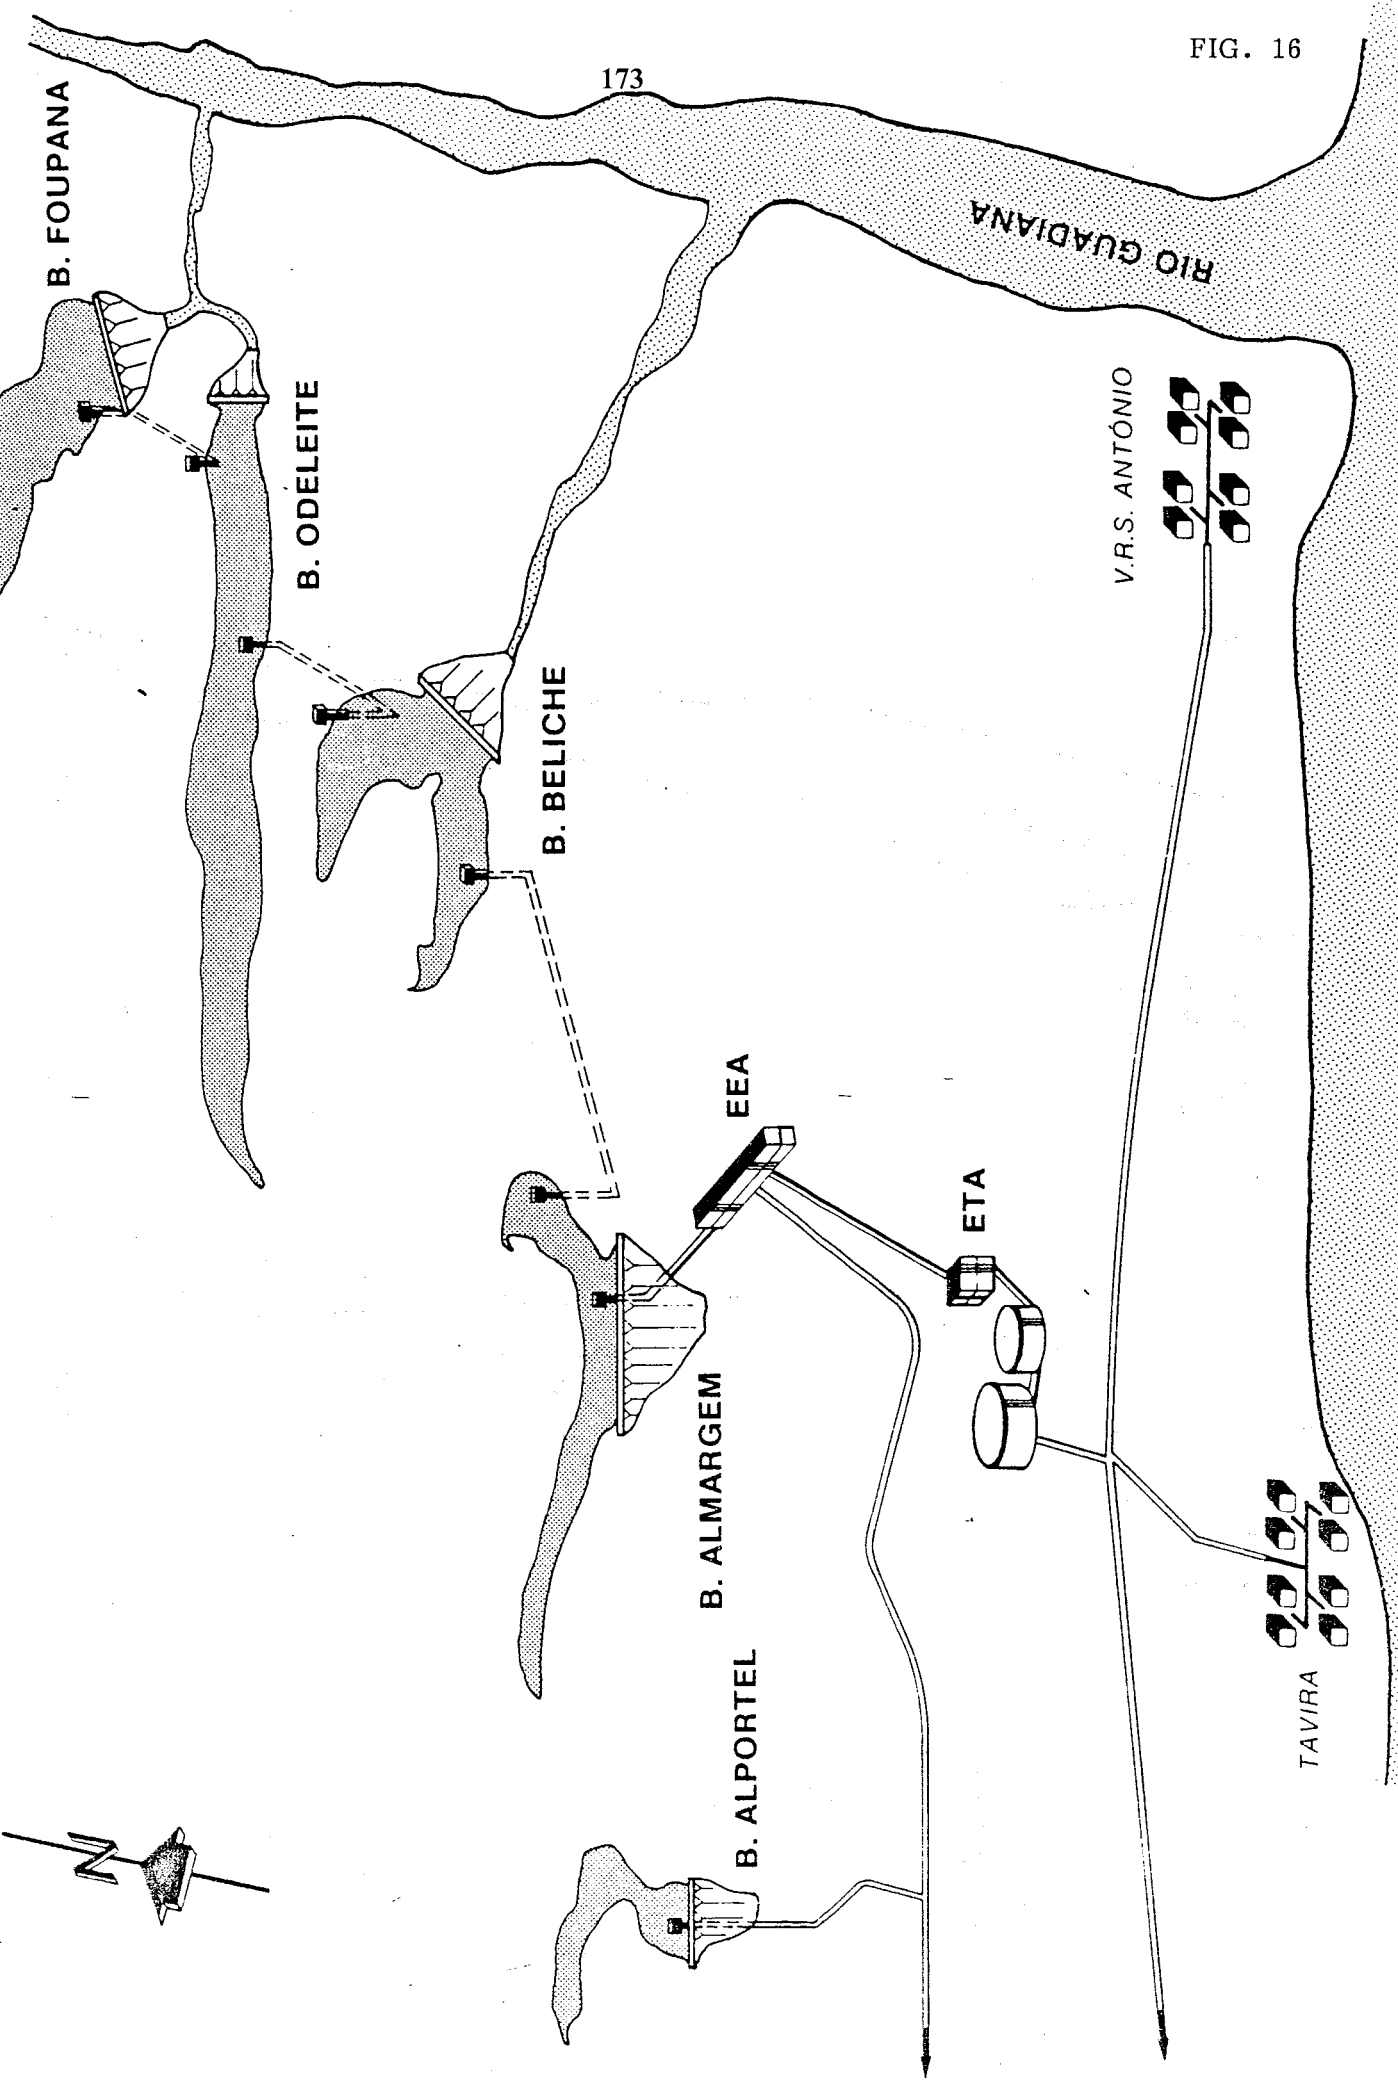 FIG. 16
173
B. FOUPANA
RIO GUADIANA
B. ODELEITE
V.R.S. ANTÓNIO
B. BELICHE
EEA
ETA
B. ALMARGEM
B. ALPORTEL
TAVIRA
N